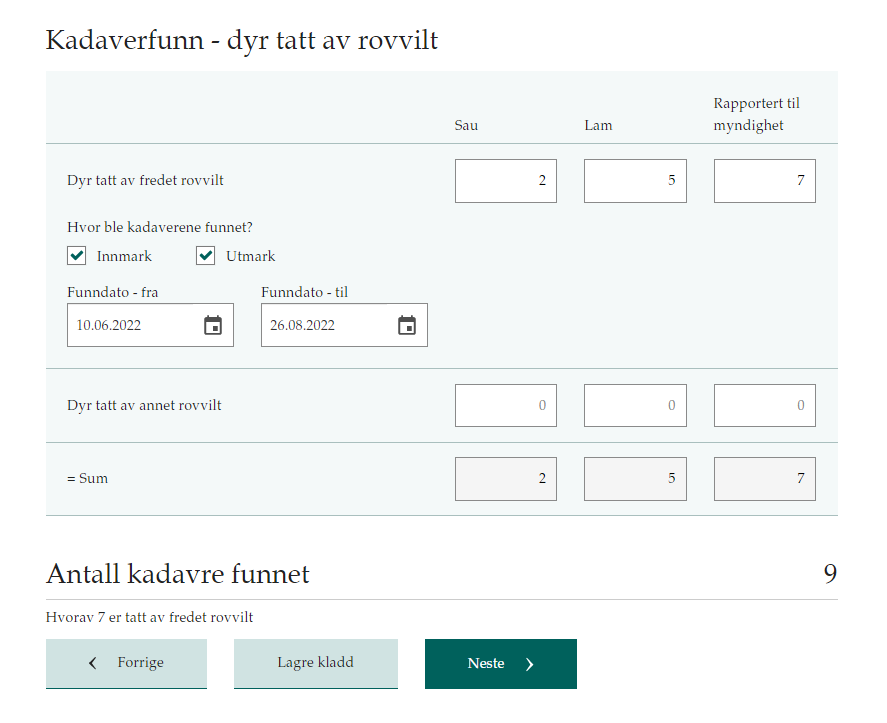 Kadaverfunn - dyr tatt av rovvilt
Sau Lam Rapportert til myndighet
Dyr tatt av fredet rovvilt 2 5 7
Hvor ble kadaverene funnet?
Innmark Utmark
Funndato - fra Funndato - til
10.06.2022 26.08.2022
Dyr tatt av annet rovvilt 0 0 0
= Sum 2 5 7
Antall kadavre funnet 9
Hvorav 7 er tatt av fredet rovvilt
Forrige Lagre kladd Neste